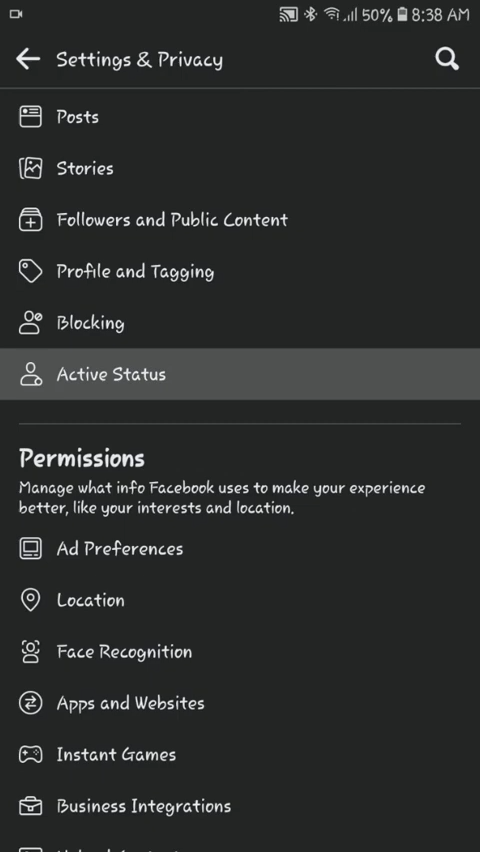 50% 8:38 AM
Settings & Privacy
Posts
Stories
Followers and Public Content
Profile and Tagging
Blocking
Active Status
Permissions
Manage what info Facebook uses to make your experience
better, like your interests and location.
Ad Preferences
Location
Face Recognition
Apps and Websites
Instant Games
Business Integrations